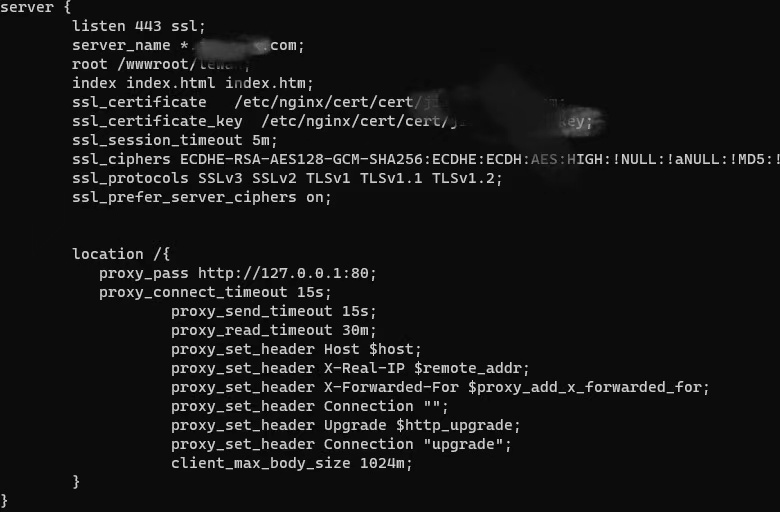 server {
listen 443 ssl;
server_name *. .com;
root /wwwroot/
index index.html index.htm;
ssl_certificate /etc/nginx/cert/cert/
ssl_certificate_key /etc/nginx/cert/cert/ key;
ssl_session_timeout 5m;
ssl_ciphers ECDHE-RSA-AES128-GCM-SHA256:ECDHE:ECDH:AES:HIGH:!NULL:!aNULL:!MD5:!
ssl_protocols SSLv3 SSLv2 TLSv1 TLSv1.1 TLSv1.2;
ssl_prefer_server_ciphers on;
location /{
proxy_pass http://127.0.0.1:80;
proxy_connect_timeout 15s;
proxy_send_timeout 15s;
proxy_read_timeout 30m;
proxy_set_header Host $host;
proxy_set_header X-Real-IP $remote_addr;
proxy_set_header X-Forwarded-For $proxy_add_x_forwarded_for;
proxy_set_header Connection "";
proxy_set_header Upgrade $http_upgrade;
proxy_set_header Connection "upgrade";
client_max_body_size 1024m;
}
}